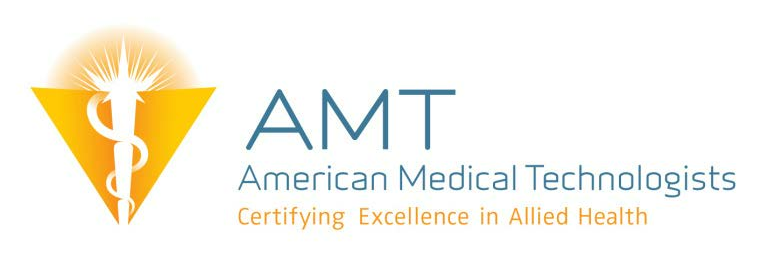 AMT
American Medical Technologists
Certifying Excellence in Allied Health